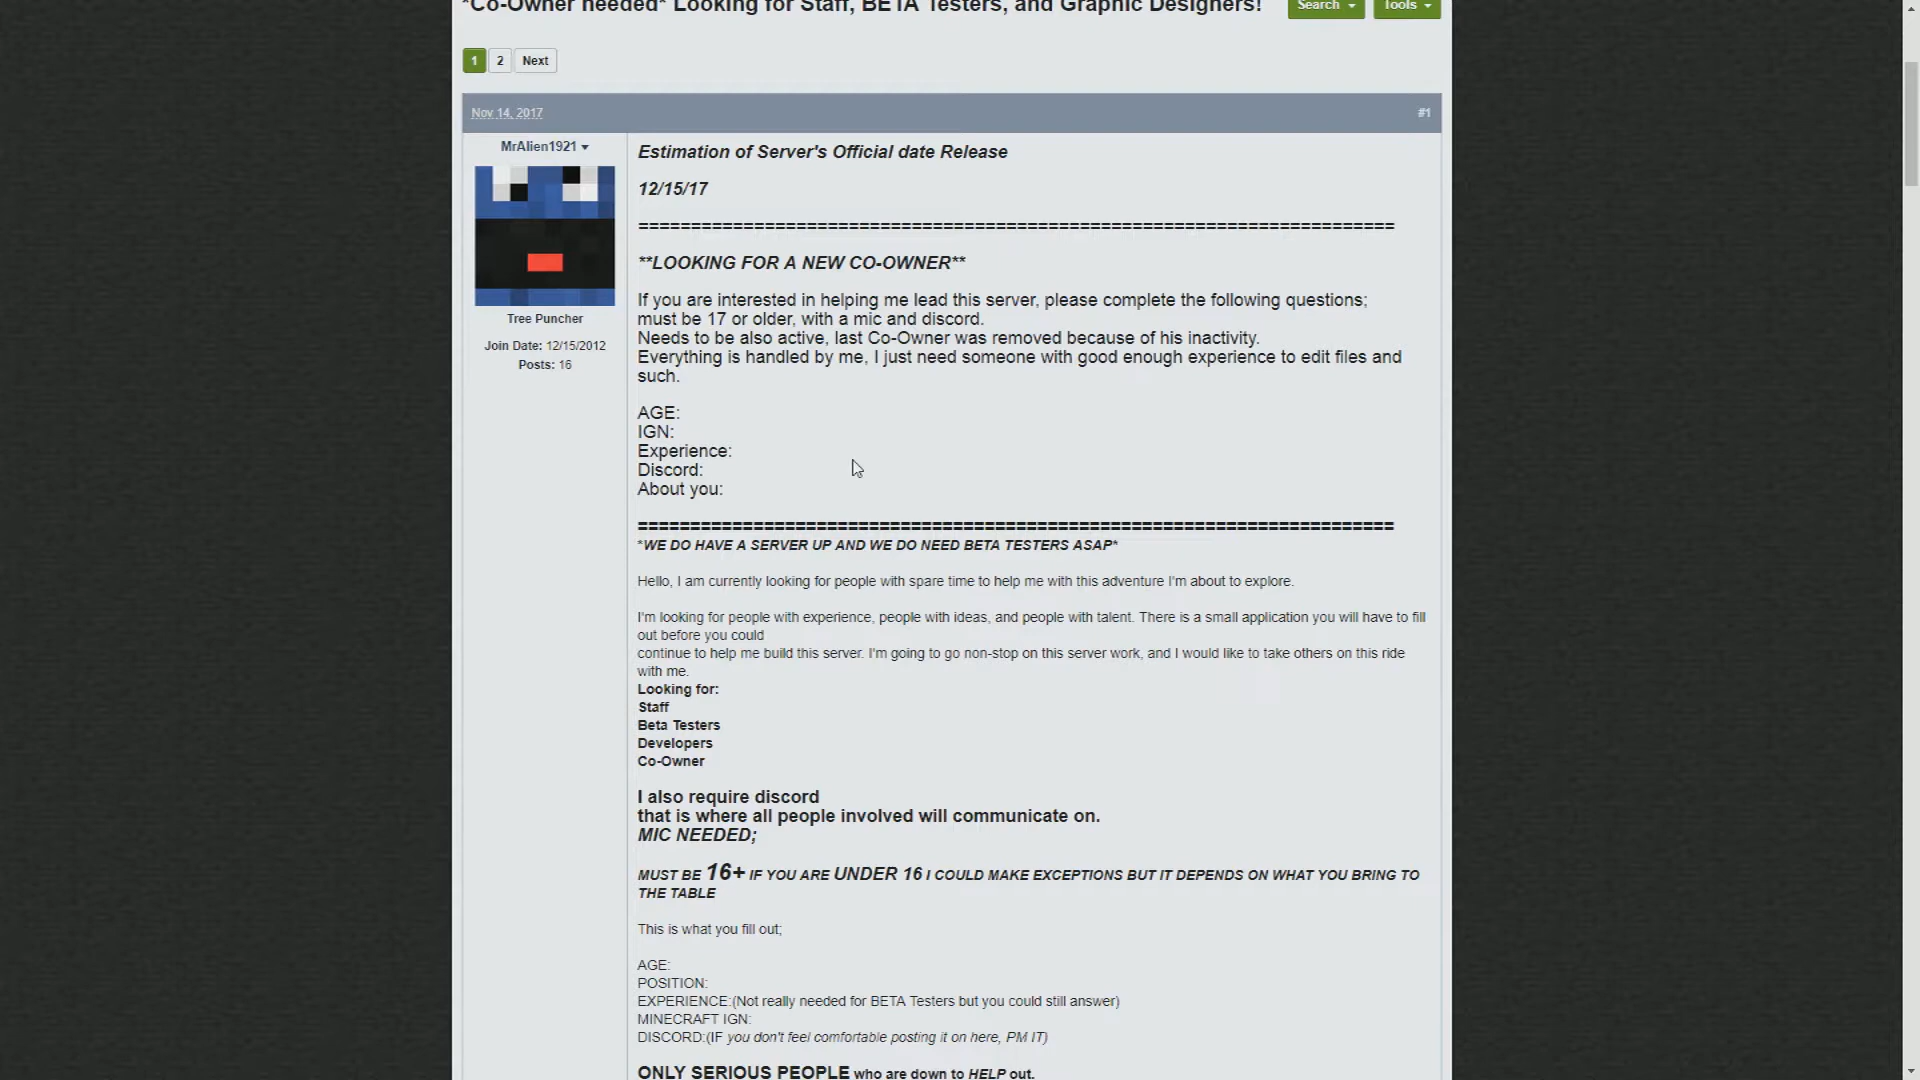 *Co-Owner needed* Looking for Staff, BETA Testers, and Graphic Designers!
Search
Tools
1
2
Next
Nov 14, 2017
#1
MrAlien1921
Tree Puncher
Join Date: 12/15/2012
Posts: 16
Estimation of Server's Official date Release
12/15/17
========================================================================
**LOOKING FOR A NEW CO-OWNER**
If you are interested in helping me lead this server, please complete the following questions;
must be 17 or older, with a mic and discord.
Needs to be also active, last Co-Owner was removed because of his inactivity.
Everything is handled by me, I just need someone with good enough experience to edit files and
such.
AGE:
IGN:
Experience:
Discord:
About you:
========================================================================
*WE DO HAVE A SERVER UP AND WE DO NEED BETA TESTERS ASAP*
Hello, I am currently looking for people with spare time to help me with this adventure I'm about to explore.
I'm looking for people with experience, people with ideas, and people with talent. There is a small application you will have to fill
out before you could
continue to help me build this server. I'm going to go non-stop on this server work, and I would like to take others on this ride
with me.
Looking for:
Staff
Beta Testers
Developers
Co-Owner
I also require discord
that is where all people involved will communicate on.
MIC NEEDED;
MUST BE 16+ IF YOU ARE UNDER 16 I COULD MAKE EXCEPTIONS BUT IT DEPENDS ON WHAT YOU BRING TO
THE TABLE
This is what you fill out;
AGE:
POSITION:
EXPERIENCE:(Not really needed for BETA Testers but you could still answer)
MINECRAFT IGN:
DISCORD:(IF you don't feel comfortable posting it on here, PM IT)
ONLY SERIOUS PEOPLE who are down to HELP out.